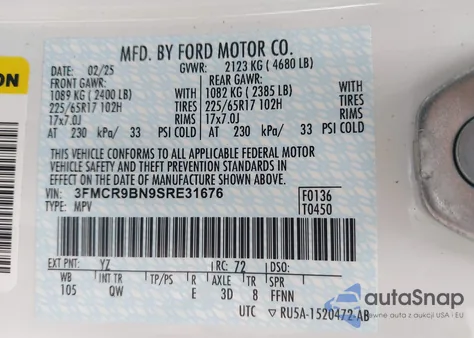 MFD. BY FORD MOTOR CO.
DATE: 02/25 GVWR: 2123 KG ( 4680 LB)
FRONT GAWR: REAR GAWR:
1089 KG ( 2400 LB) WITH 1082 KG ( 2385 LB) WITH
225/65R17 102H TIRES 225/65R17 102H TIRES
17x7.0J RIMS 17x7.0J RIMS
AT 230 kPa/ 33 PSI COLD AT 230 kPa/ 33 PSI COLD
THIS VEHICLE CONFORMS TO ALL APPLICABLE FEDERAL MOTOR
VEHICLE SAFETY AND THEFT PREVENTION STANDARDS IN
EFFECT ON THE DATE OF MANUFACTURE SHOWN ABOVE.
VIN: 3FMCR9BN9SRE31676 F0136
TYPE: MPV T0450
EXT PNT: YZ RC: 72 DSO:
WB INT TR TP/PS R AXLE TR SPR
105 QW E 3D 8 FFNN
UTC ▽ RU5A-1520472-AB
ON
autoSnap
Naprawione auta z aukcji USA i EU